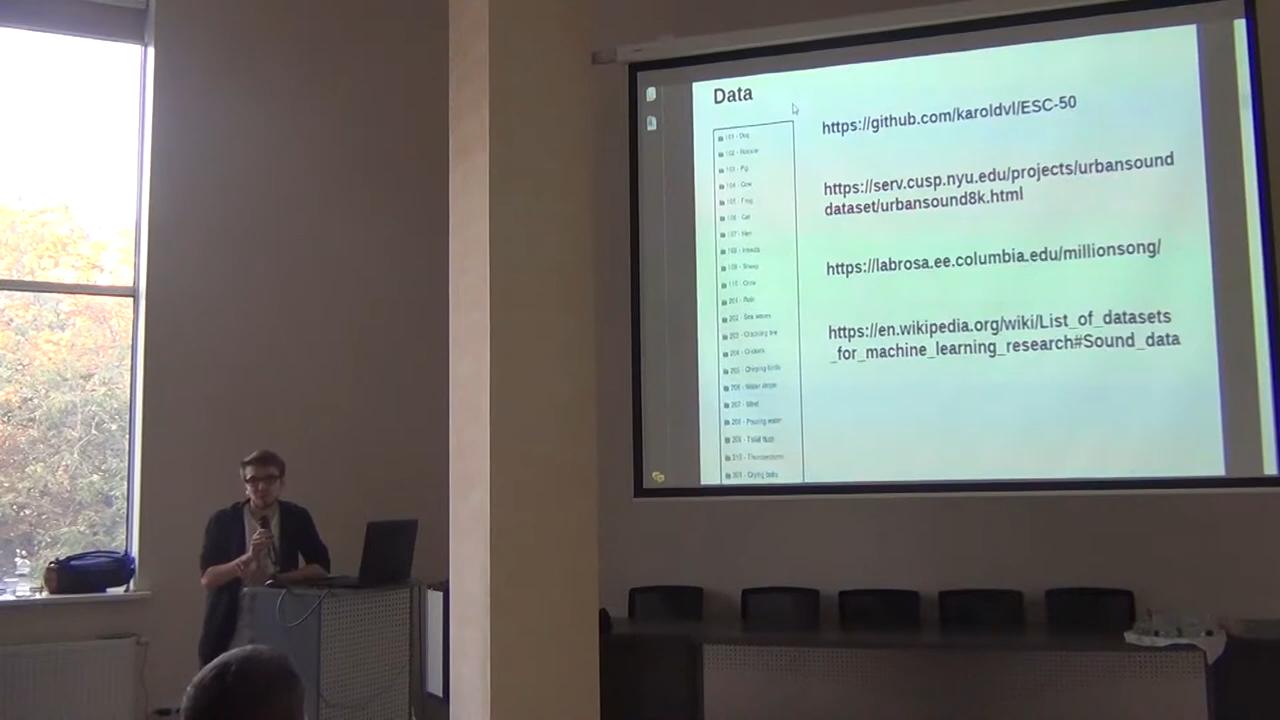 Data
101 - Dog
102 - Rooster
103 - Pig
104 - Cow
105 - Frog
106 - Cat
107 - Hen
108 - Insects
109 - Sheep
110 - Crow
201 - Rain
202 - Sea waves
203 - Crackling fire
204 - Crickets
205 - Chirping birds
206 - Water drops
207 - Wind
208 - Pouring water
209 - Toilet flush
210 - Thunderstorm
301 - Crying baby
https://github.com/karoldvl/ESC-50
https://serv.cusp.nyu.edu/projects/urbansound
dataset/urbansound8k.html
https://labrosa.ee.columbia.edu/millionsong/
https://en.wikipedia.org/wiki/List_of_datasets
_for_machine_learning_research#Sound_data